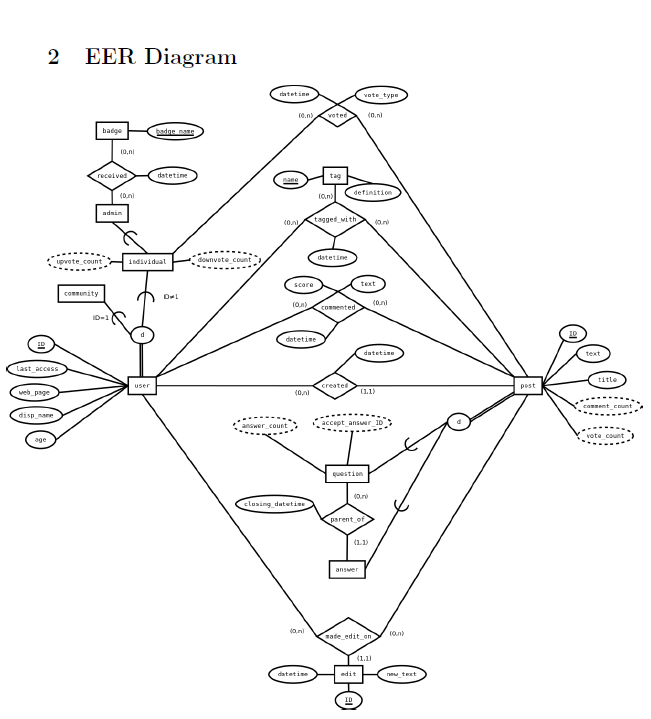 2 EER Diagram
datetime
vote_type
(0,n)
voted
(0,n)
badge
badge_name
(0,n)
received
datetime
(0,n)
admin
name
tag
definition
(0,n)
(0,n)
tagged_with
(0,n)
datetime
upvote_count
individual
downvote_count
score
text
community
ID≠1
(0,n)
commented
(0,n)
ID=1
d
datetime
ID
last_access
web_page
disp_name
age
user
datetime
(0,n)
created
(1,1)
post
ID
text
title
comment_count
vote_count
answer_count
accept_answer_ID
d
question
(0,n)
closing_datetime
parent_of
(1,1)
answer
(0,n)
made_edit_on
(0,n)
(1,1)
datetime
edit
new_text
ID